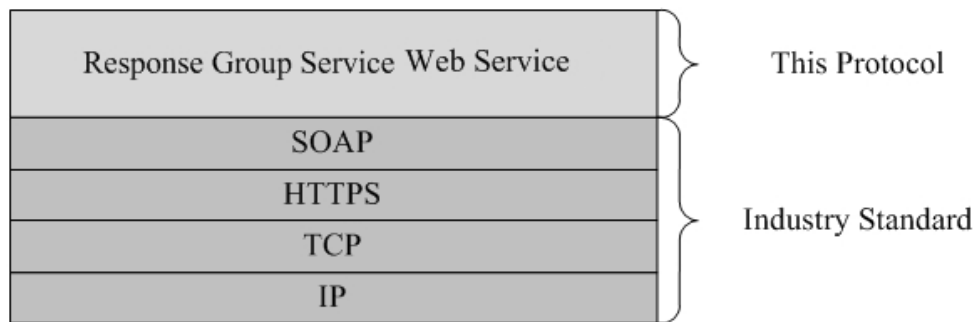 Response Group Service Web Service
This Protocol
SOAP
HTTPS
TCP
IP
Industry Standard